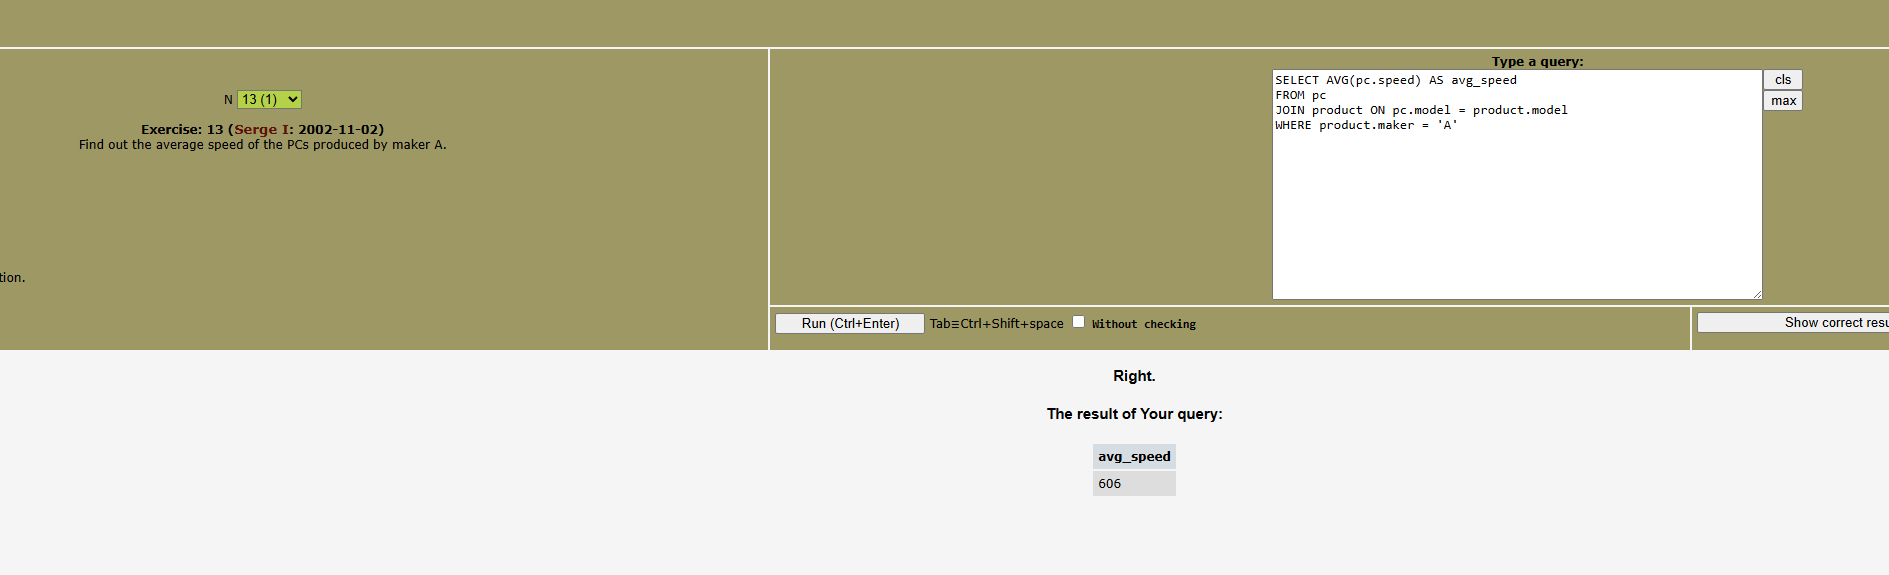 N 13 (1)
Exercise: 13 (Serge I: 2002-11-02)
Find out the average speed of the PCs produced by maker A.
tion.
Type a query:
SELECT AVG(pc.speed) AS avg_speed
FROM pc
JOIN product ON pc.model = product.model
WHERE product.maker = 'A'
cls
max
Run (Ctrl+Enter) Tab≡Ctrl+Shift+space Without checking
Show correct resu
Right.
The result of Your query:
avg_speed
606